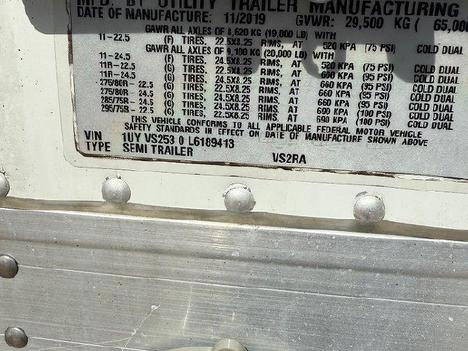 MFD. BY UTILITY TRAILER MANUFACTURING
DATE OF MANUFACTURE: 11/2019 GVWR: 29,500 KG ( 65,000
GAWR ALL AXLES OF 8,620 KG (19,000 LB) WITH
11-22.5 (F) TIRES, 22.5X8.25 RIMS, AT 520 KPA (75 PSI) COLD DUAL
GAWR ALL AXLES OF 9,100 KG (20,000 LB) WITH
11-24.5 (F) TIRES, 24.5X8.25 RIMS, AT 520 KPA (75 PSI) COLD DUAL
11R-22.5 (G) TIRES, 22.5X8.25 RIMS, AT 660 KPA (95 PSI) COLD DUAL
11R-24.5 (G) TIRES, 24.5X8.25 RIMS, AT 660 KPA (95 PSI) COLD DUAL
275/80R-22.5 (G) TIRES, 22.5X8.25 RIMS, AT 660 KPA (95 PSI) COLD DUAL
275/80R-24.5 (G) TIRES, 24.5X8.25 RIMS, AT 660 KPA (95 PSI) COLD DUAL
285/75R-24.5 (G) TIRES, 24.5X8.25 RIMS, AT 660 KPA (95 PSI) COLD DUAL
295/75R-22.5 (G) TIRES, 22.5X8.25 RIMS, AT 690 KPA (100 PSI) COLD DUAL
THIS VEHICLE CONFORMS TO ALL APPLICABLE FEDERAL MOTOR VEHICLE
SAFETY STANDARDS IN EFFECT ON DATE OF MANUFACTURE SHOWN ABOVE
VIN 1UY VS253 0 L6189413
TYPE SEMI TRAILER VS2RA